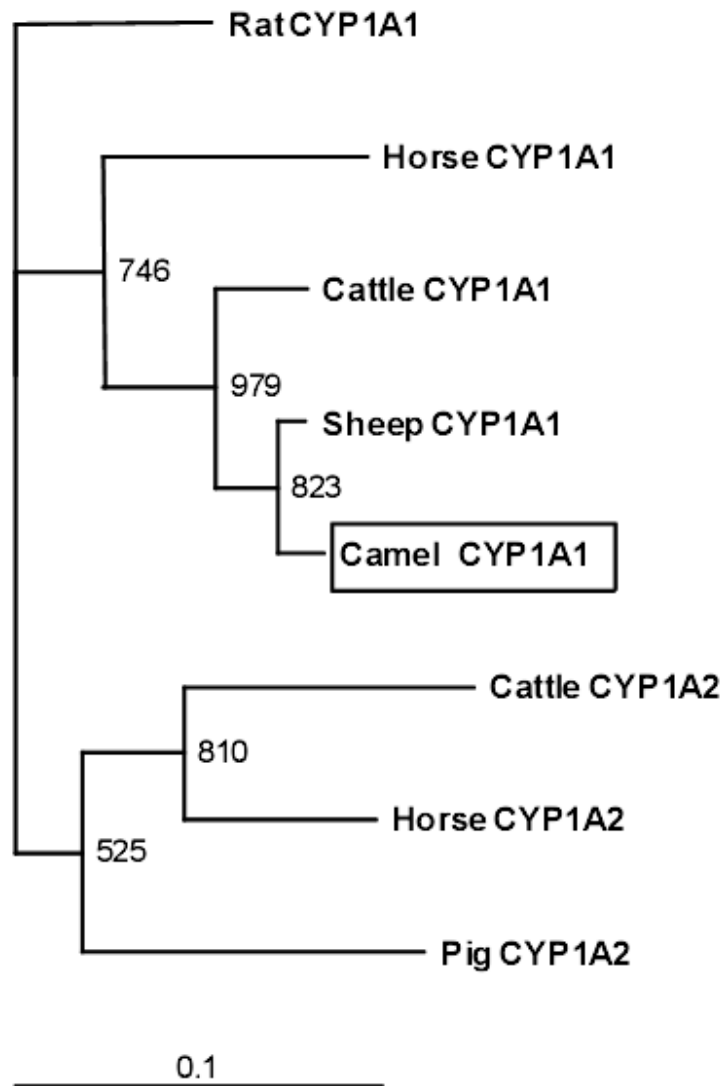 Rat CYP1A1
Horse CYP1A1
746
Cattle CYP1A1
979
Sheep CYP1A1
823
Camel CYP1A1
Cattle CYP1A2
810
Horse CYP1A2
525
Pig CYP1A2
0.1